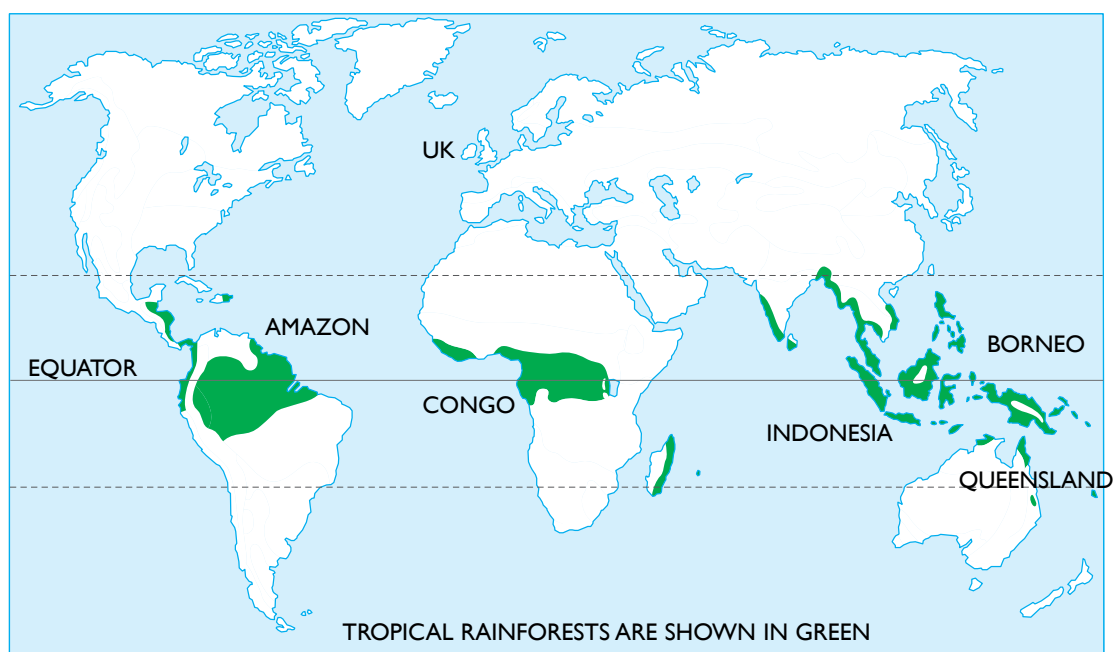 UK
AMAZON
BORNEO
EQUATOR
CONGO
INDONESIA
QUEENSLAND
TROPICAL RAINFORESTS ARE SHOWN IN GREEN